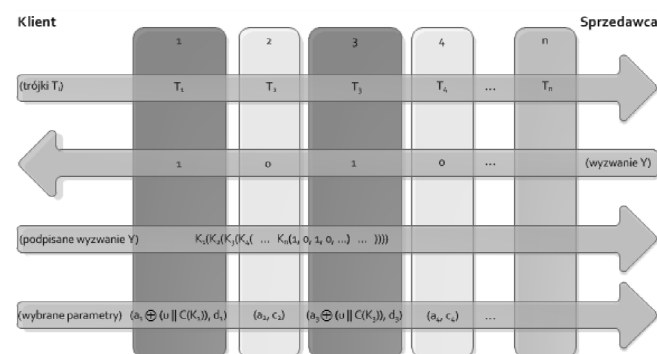 Klient Sprzedawca
1 2 3 4 n
(trójki Tᵢ) T₁ T₂ T₃ T₄ ... Tₙ
1 0 1 0 ... (wyzwanie Y)
(podpisane wyzwanie Y) K₁(K₂(K₃(K₄( ... Kₙ(1, 0, 1, 0, ...) ... ))))
(wybrane parametry) (a₁ ⊕ (u || C(K₁)), d₁) (a₂, c₂) (a₃ ⊕ (u || C(K₃)), d₃) (a₄, c₄) ...